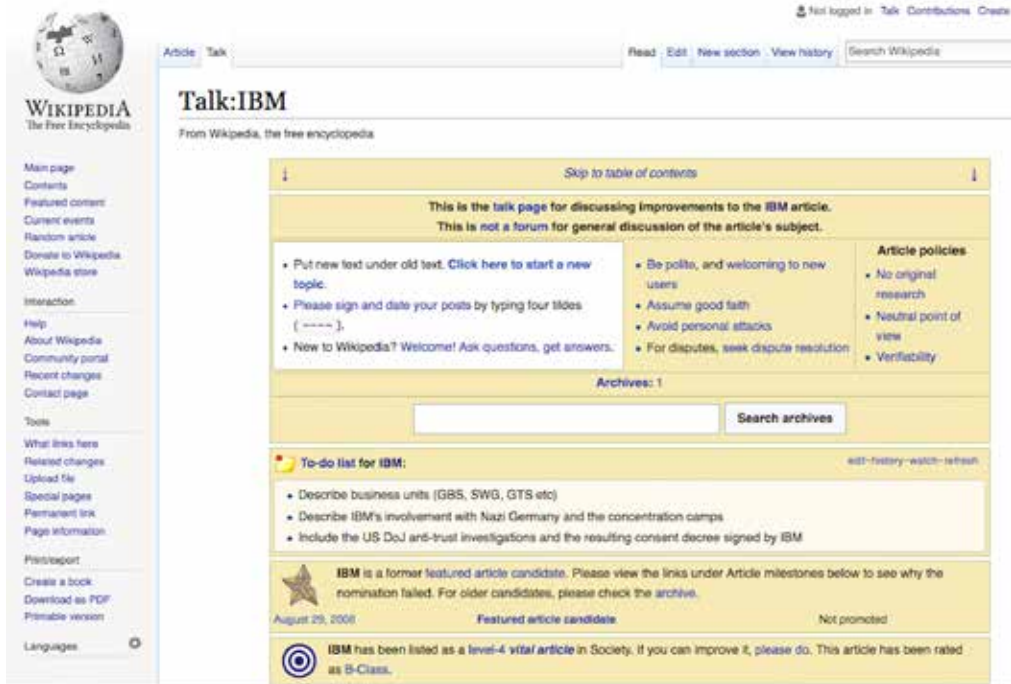 Not logged in Talk Contributions Create
Article Talk
Read Edit New section View history Search Wikipedia
WIKIPEDIA
The Free Encyclopedia
Talk:IBM
From Wikipedia, the free encyclopedia
Main page
Contents
Featured content
Current events
Random article
Donate to Wikipedia
Wikipedia store
Interaction
Help
About Wikipedia
Community portal
Recent changes
Contact page
Tools
What links here
Related changes
Upload file
Special pages
Permanent link
Page information
Print/export
Create a book
Download as PDF
Printable version
Languages
↓ Skip to table of contents ↓
This is the talk page for discussing improvements to the IBM article.
This is not a forum for general discussion of the article's subject.
• Put new text under old text. Click here to start a new
topic.
• Please sign and date your posts by typing four tildes
( ~~~~ ).
• New to Wikipedia? Welcome! Ask questions, get answers.
• Be polite, and welcoming to new
users
• Assume good faith
• Avoid personal attacks
• For disputes, seek dispute resolution
Article policies
• No original
research
• Neutral point of
view
• Verifiability
Archives: 1
Search archives
To-do list for IBM: edit·history·watch·refresh
• Describe business units (GBS, SWG, GTS etc)
• Describe IBM's involvement with Nazi Germany and the concentration camps
• Include the US DoJ anti-trust investigations and the resulting consent decree signed by IBM
IBM is a former featured article candidate. Please view the links under Article milestones below to see why the
nomination failed. For older candidates, please check the archive.
August 29, 2008 Featured article candidate Not promoted
IBM has been listed as a level-4 vital article in Society. If you can improve it, please do. This article has been rated
as B-Class.